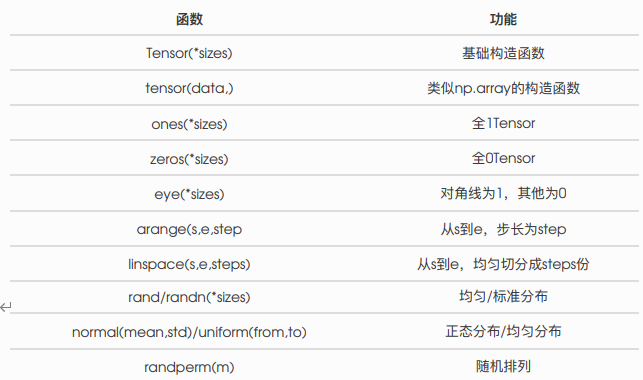 函数 功能
Tensor(*sizes) 基础构造函数
tensor(data,) 类似np.array的构造函数
ones(*sizes) 全1Tensor
zeros(*sizes) 全0Tensor
eye(*sizes) 对角线为1，其他为0
arange(s,e,step 从s到e，步长为step
linspace(s,e,steps) 从s到e，均匀切分成steps份
rand/randn(*sizes) 均匀/标准分布
normal(mean,std)/uniform(from,to) 正态分布/均匀分布
randperm(m) 随机排列